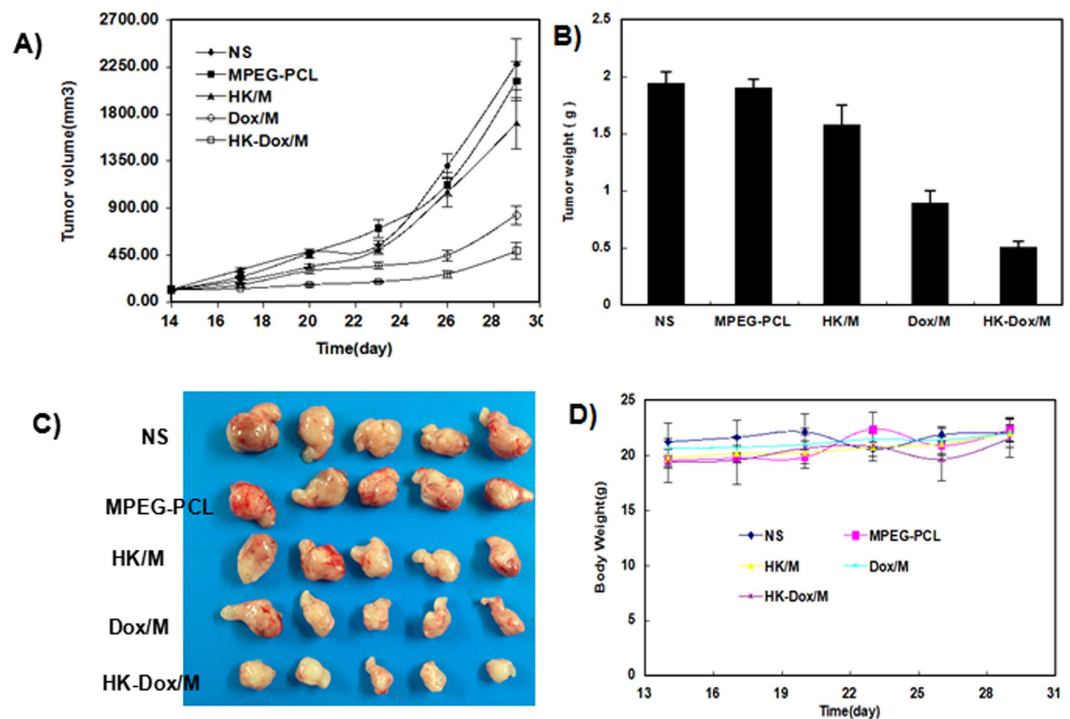 A)
2700.00
2250.00
1800.00
1350.00
900.00
450.00
0.00
Tumor volume(mm3)
NS
MPEG-PCL
HK/M
Dox/M
HK-Dox/M
14 16 18 20 22 24 26 28 30
Time(day)
B)
2.5
2
1.5
1
0.5
0
Tumor weight ( g )
NS MPEG-PCL HK/M Dox/M HK-Dox/M
C)
NS
MPEG-PCL
HK/M
Dox/M
HK-Dox/M
D)
25
20
15
10
5
0
Body Weight(g)
NS MPEG-PCL
HK/M Dox/M
HK-Dox/M
13 16 19 22 25 28 31
Time(day)